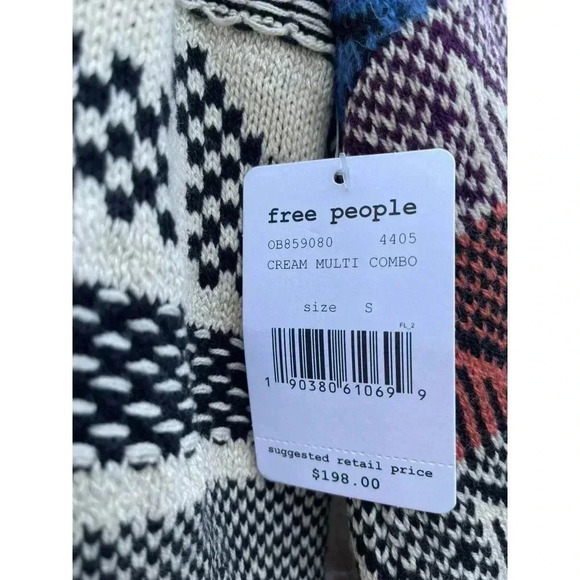 free people
OB859080 4405
CREAM MULTI COMBO
size S
FL_2
1 90380 61069 9
suggested retail price
$198.00